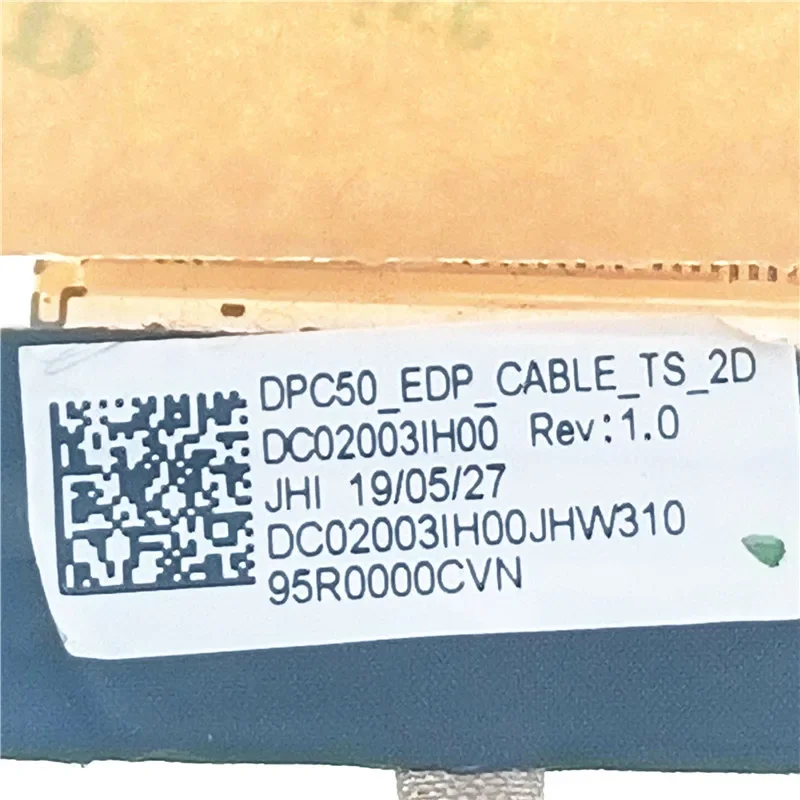 DPC50_EDP_CABLE_TS_2D
DC02003IH00 Rev:1.0
JHI 19/05/27
DC02003IH00JHW310
95R0000CVN